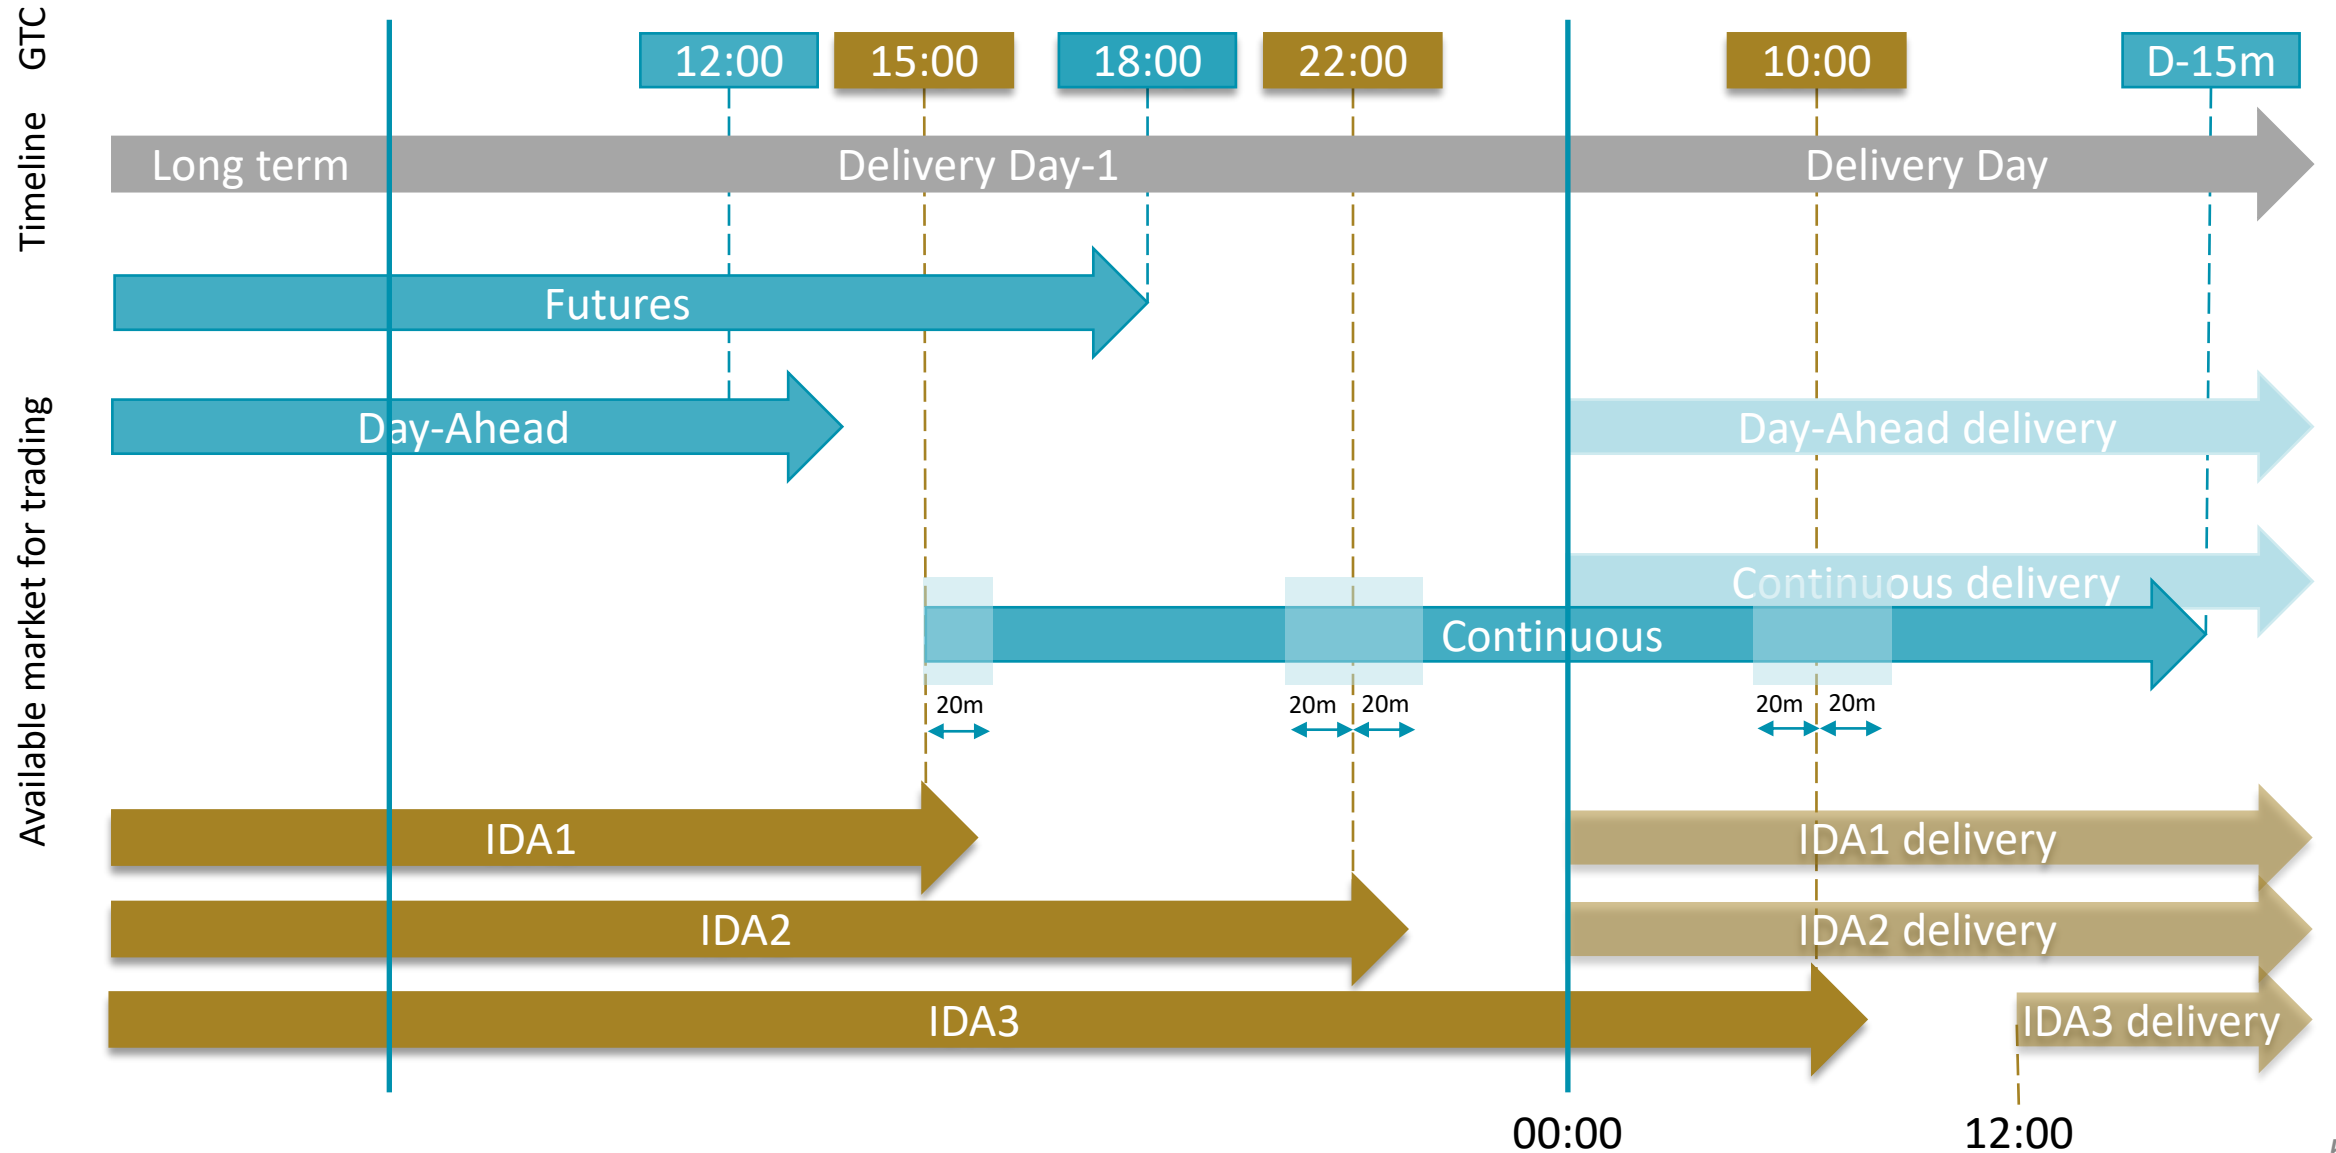 GTC
12:00
15:00
18:00
22:00
10:00
D-15m
Timeline
Long term
Delivery Day-1
Delivery Day
Available market for trading
Futures
Day-Ahead
Day-Ahead delivery
Continuous delivery
Continuous
20m
20m
20m
20m
20m
IDA1
IDA1 delivery
IDA2
IDA2 delivery
IDA3
IDA3 delivery
00:00
12:00